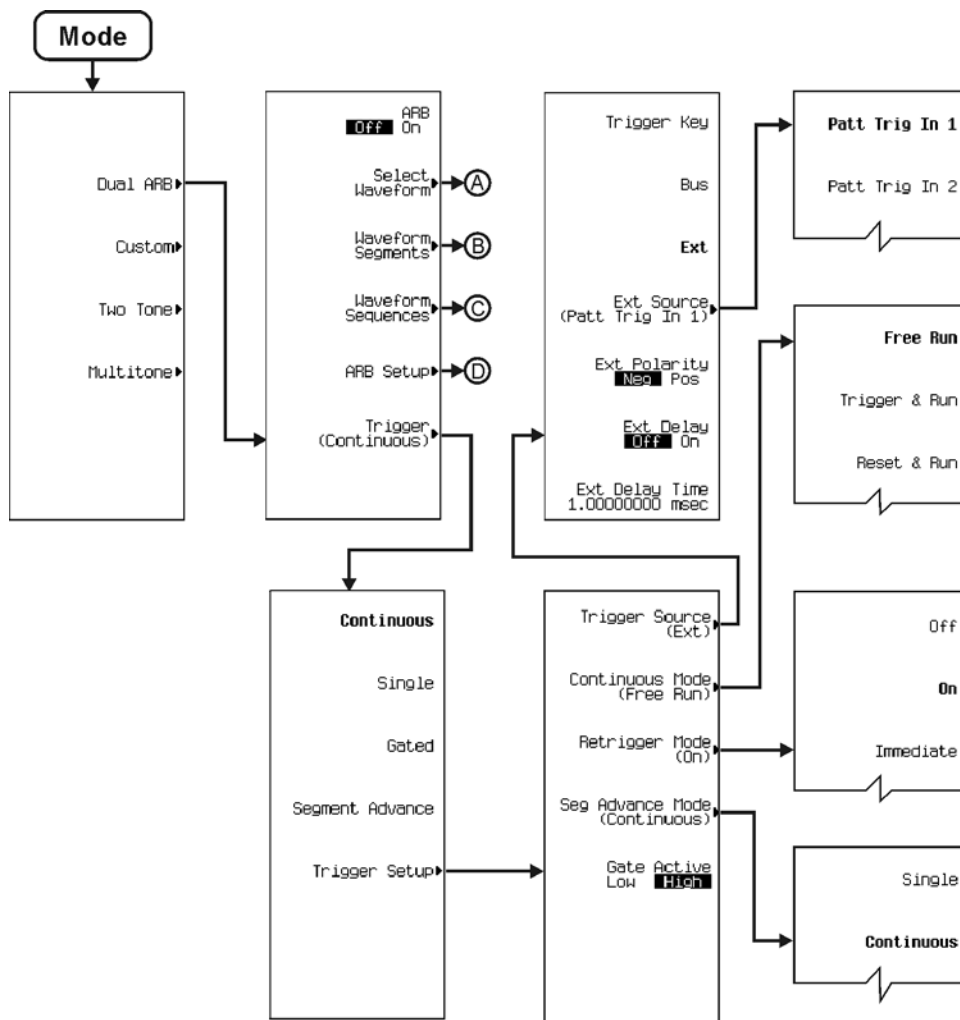 Mode
Dual ARB
Custom
Two Tone
Multitone
ARB
Off On
Select
Waveform
A
Waveform
Segments
B
Waveform
Sequences
C
ARB Setup
D
Trigger
(Continuous)
Trigger Key
Bus
Ext
Ext Source
(Patt Trig In 1)
Ext Polarity
Neg Pos
Ext Delay
Off On
Ext Delay Time
1.00000000 msec
Patt Trig In 1
Patt Trig In 2
Free Run
Trigger & Run
Reset & Run
Continuous
Single
Gated
Segment Advance
Trigger Setup
Trigger Source
(Ext)
Continuous Mode
(Free Run)
Retrigger Mode
(On)
Seg Advance Mode
(Continuous)
Gate Active
Low High
Off
On
Immediate
Single
Continuous